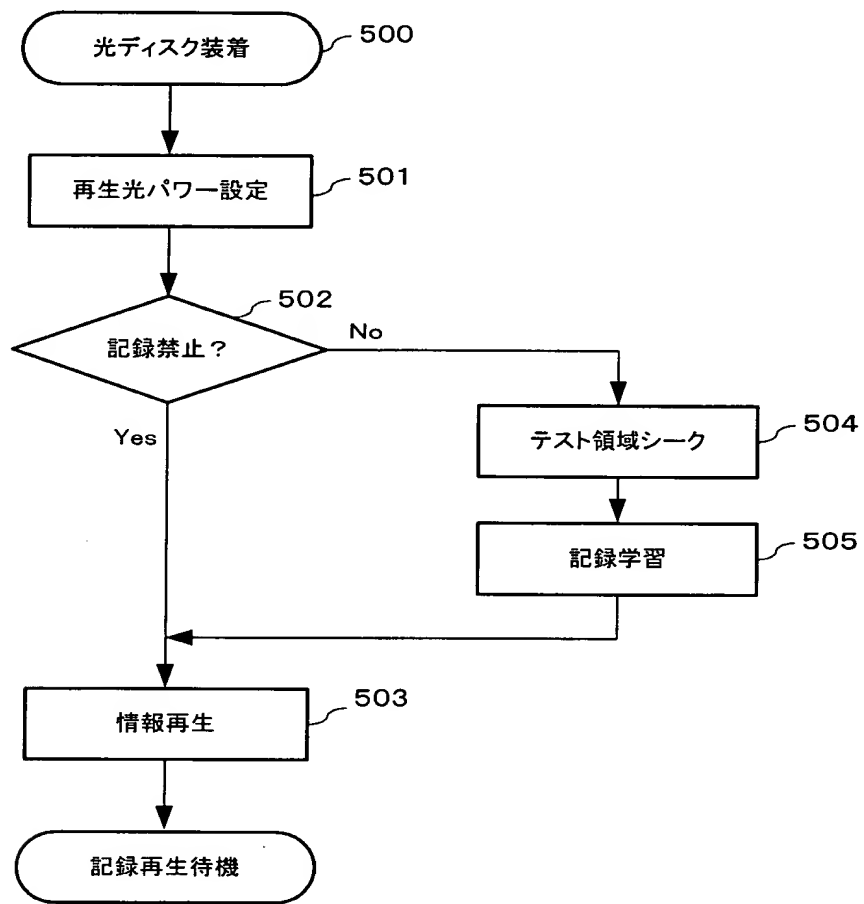 光ディスク装着
500
再生光パワー設定
501
記録禁止？
502
No
Yes
テスト領域シーク
504
記録学習
505
情報再生
503
記録再生待機